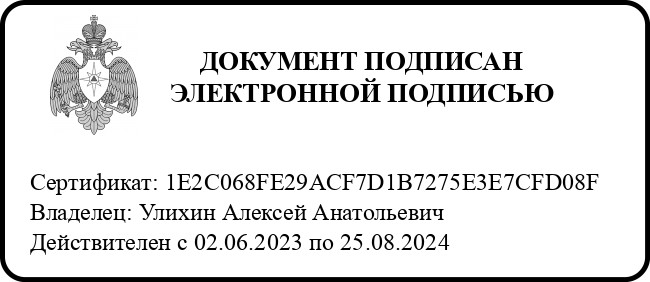 ДОКУМЕНТ ПОДПИСАН
ЭЛЕКТРОННОЙ ПОДПИСЬЮ
Сертификат: 1E2C068FE29ACF7D1B7275E3E7CFD08F
Владелец: Улихин Алексей Анатольевич
Действителен с 02.06.2023 по 25.08.2024